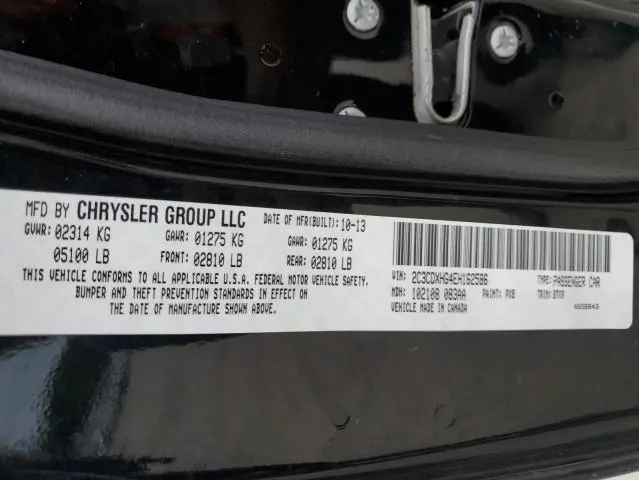 MFD BY CHRYSLER GROUP LLC DATE OF MFR(BUILT): 10-13
GVWR: 02314 KG GAWR: 01275 KG GAWR: 01275 KG
05100 LB FRONT: 02810 LB REAR: 02810 LB
THIS VEHICLE CONFORMS TO ALL APPLICABLE U.S.A. FEDERAL MOTOR VEHICLE SAFETY,
BUMPER AND THEFT PREVENTION STANDARDS IN EFFECT ON
THE DATE OF MANUFACTURE SHOWN ABOVE.
VIN: 2C3CDXHG4EH162586 TYPE: PASSENGER CAR
MDH: 102108 083AA PAINT: PX8 TRIM: DTX9
VEHICLE MADE IN CANADA